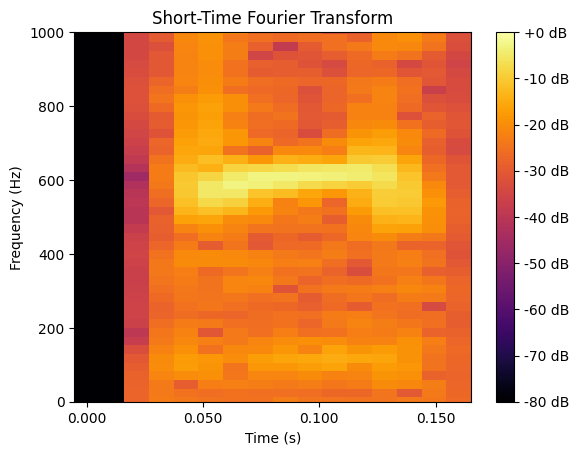 Short-Time Fourier Transform
Frequency (Hz)
1000
800
600
400
200
0
0.000
0.050
0.100
0.150
Time (s)
+0 dB
-10 dB
-20 dB
-30 dB
-40 dB
-50 dB
-60 dB
-70 dB
-80 dB